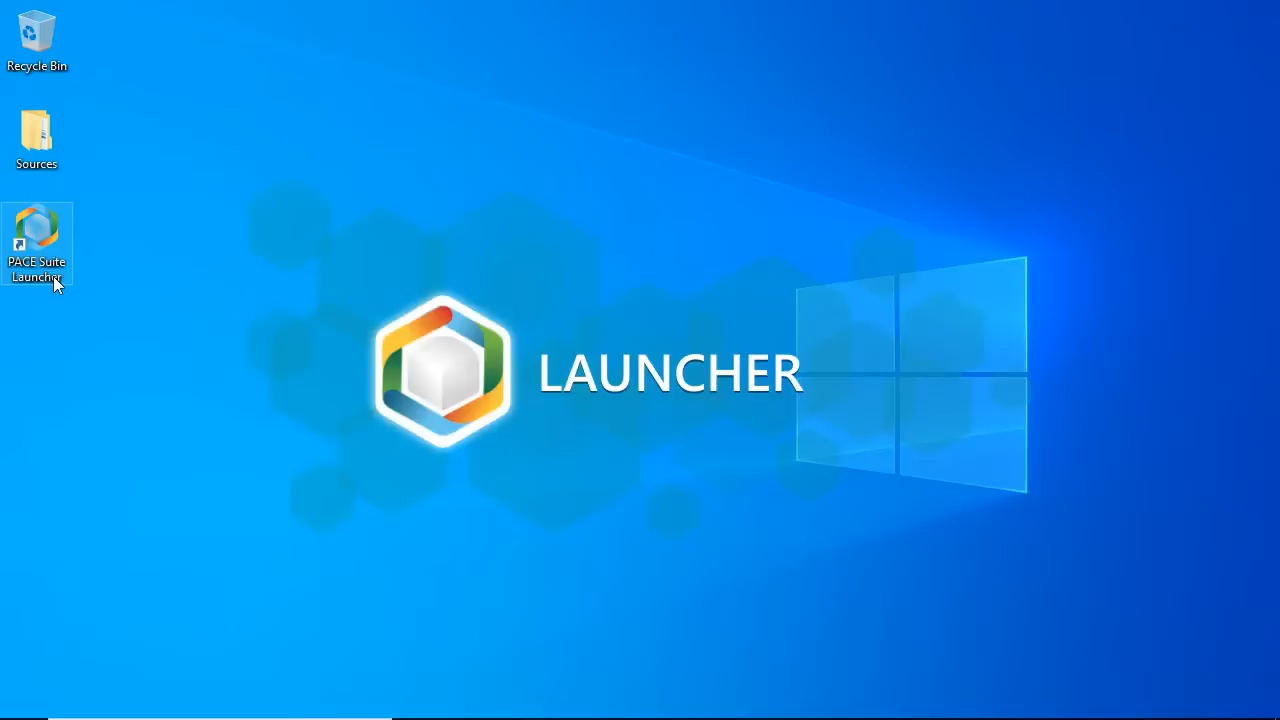 Recycle Bin
Sources
PACE Suite
Launcher
LAUNCHER